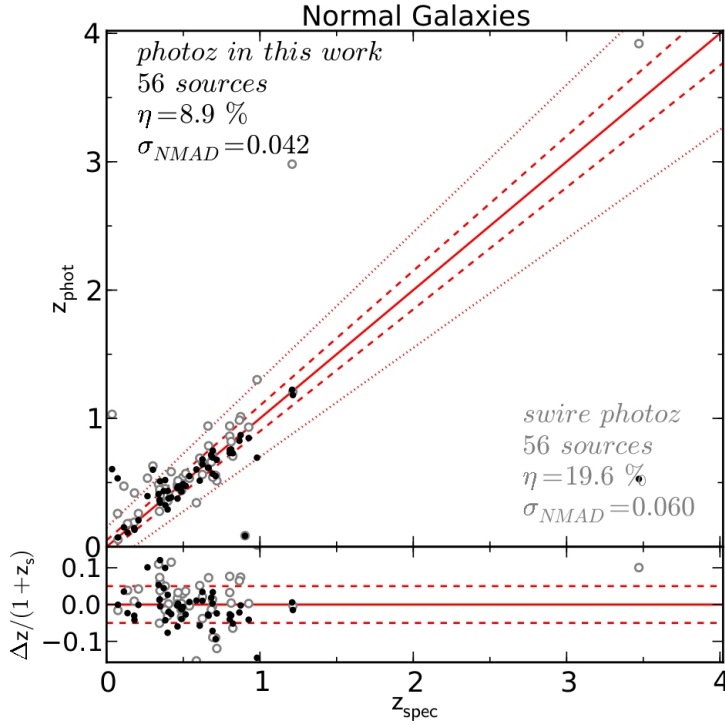 Normal Galaxies
photoz in this work
56 sources
η=8.9 %
σNMAD=0.042
swire photoz
56 sources
η=19.6 %
σNMAD=0.060
zphot
4
3
2
1
0
Δz/(1+zs)
0.1
0.0
−0.1
0 1 2 3 4
zspec